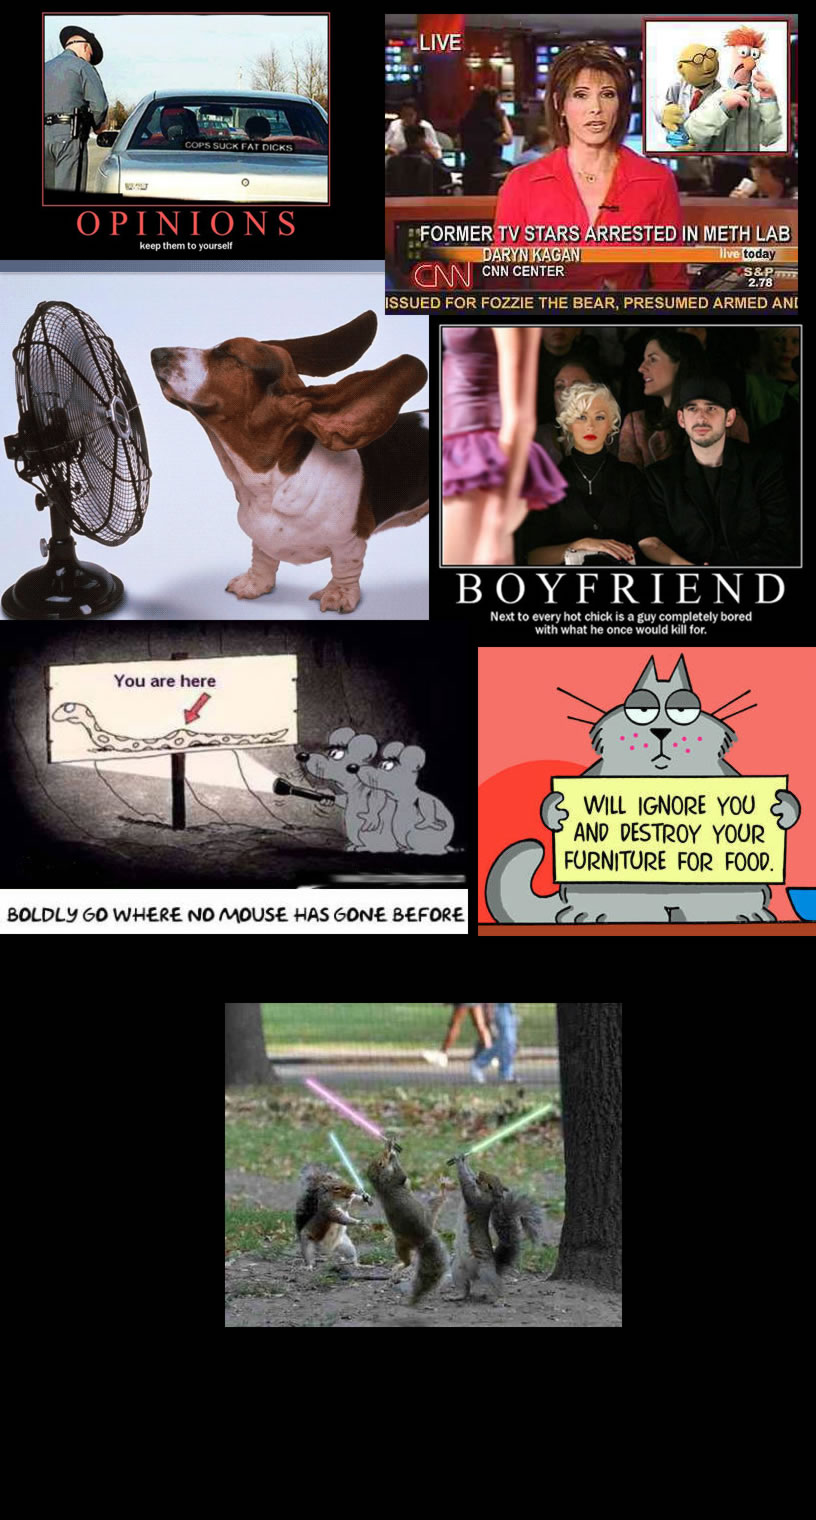 COPS SUCK FAT DICKS
OPINIONS
keep them to yourself
LIVE
FORMER TV STARS ARRESTED IN METH LAB
DARYN KAGAN
live today
CNN
CNN CENTER
S&P
2.78
ISSUED FOR FOZZIE THE BEAR, PRESUMED ARMED AND
BOYFRIEND
Next to every hot chick is a guy completely bored
with what he once would kill for.
You are here
BOLDLY GO WHERE NO MOUSE HAS GONE BEFORE
WILL IGNORE YOU
AND DESTROY YOUR
FURNITURE FOR FOOD.